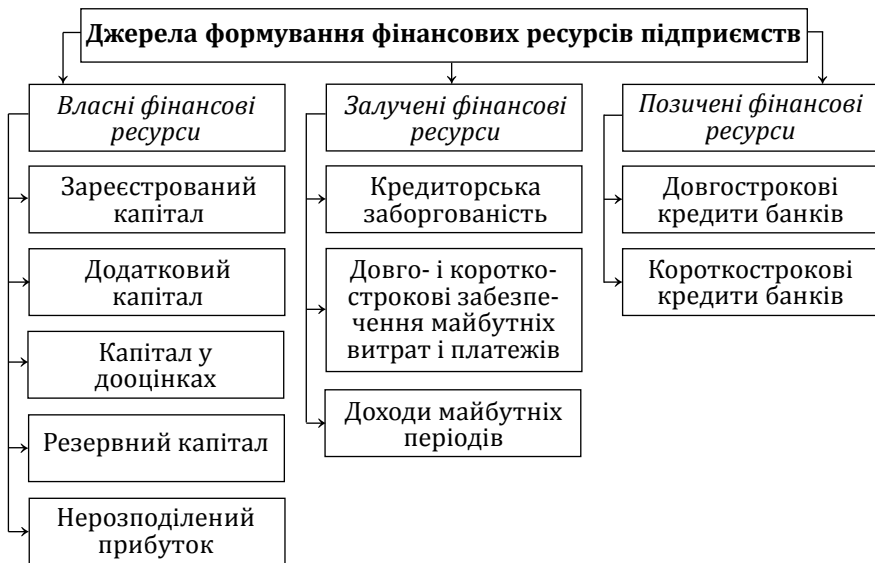 Джерела формування фінансових ресурсів підприємств
Власні фінансові
ресурси
Зареєстрований
капітал
Додатковий
капітал
Капітал у
дооцінках
Резервний капітал
Нерозподілений
прибуток
Залучені фінансові
ресурси
Кредиторська
заборгованість
Довго- і коротко-
строкові забезпе-
чення майбутніх
витрат і платежів
Доходи майбутніх
періодів
Позичені фінансові
ресурси
Довгострокові
кредити банків
Короткострокові
кредити банків